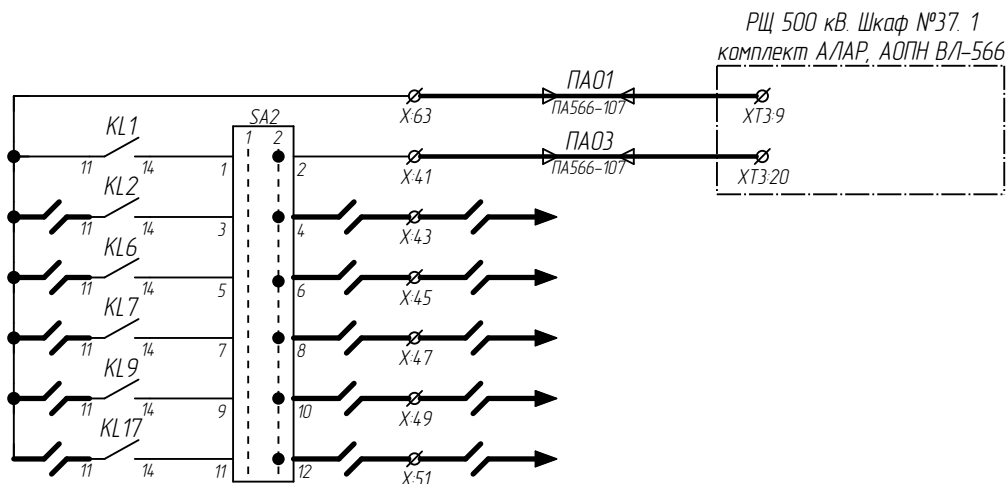 РЩ 500 кВ. Шкаф №37. 1
комплект АЛАР, АОПН ВЛ-566
ПА01
X:63
ПА566-107
XT3:9
SA2
1 2
KL1
11 14 1
2
X:41
ПА03
ПА566-107
XT3:20
KL2
11 14 3
4
X:43
KL6
11 14 5
6
X:45
KL7
11 14 7
8
X:47
KL9
11 14 9
10
X:49
KL17
11 14 11
12
X:51